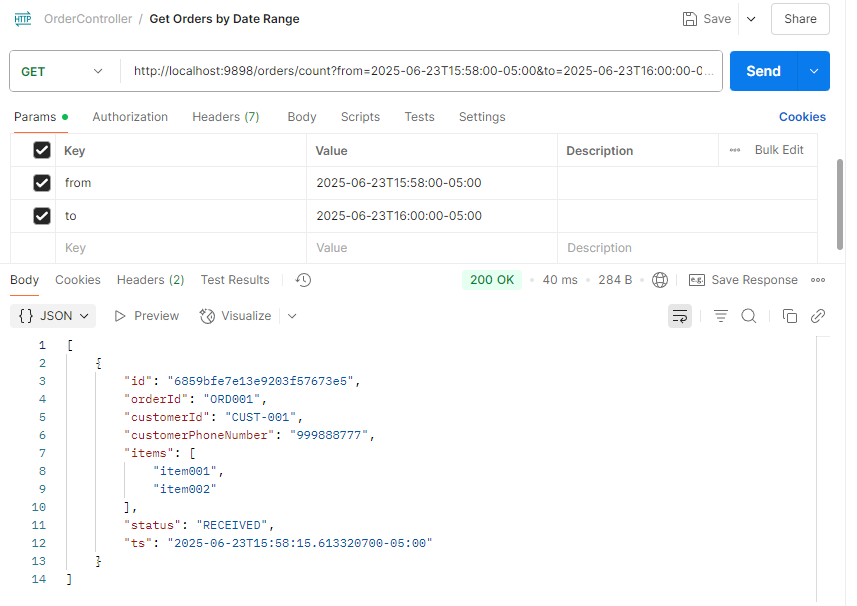 HTTP OrderController / Get Orders by Date Range Save Share
GET http://localhost:9898/orders/count?from=2025-06-23T15:58:00-05:00&to=2025-06-23T16:00:00-0... Send
Params Authorization Headers (7) Body Scripts Tests Settings Cookies
Key Value Description Bulk Edit
from 2025-06-23T15:58:00-05:00
to 2025-06-23T16:00:00-05:00
Key Value Description
Body Cookies Headers (2) Test Results 200 OK 40 ms 284 B e.g. Save Response
{} JSON Preview Visualize
1 [
2 {
3 "id": "6859bfe7e13e9203f57673e5",
4 "orderId": "ORD001",
5 "customerId": "CUST-001",
6 "customerPhoneNumber": "999888777",
7 "items": [
8 "item001",
9 "item002"
10 ],
11 "status": "RECEIVED",
12 "ts": "2025-06-23T15:58:15.613320700-05:00"
13 }
14 ]